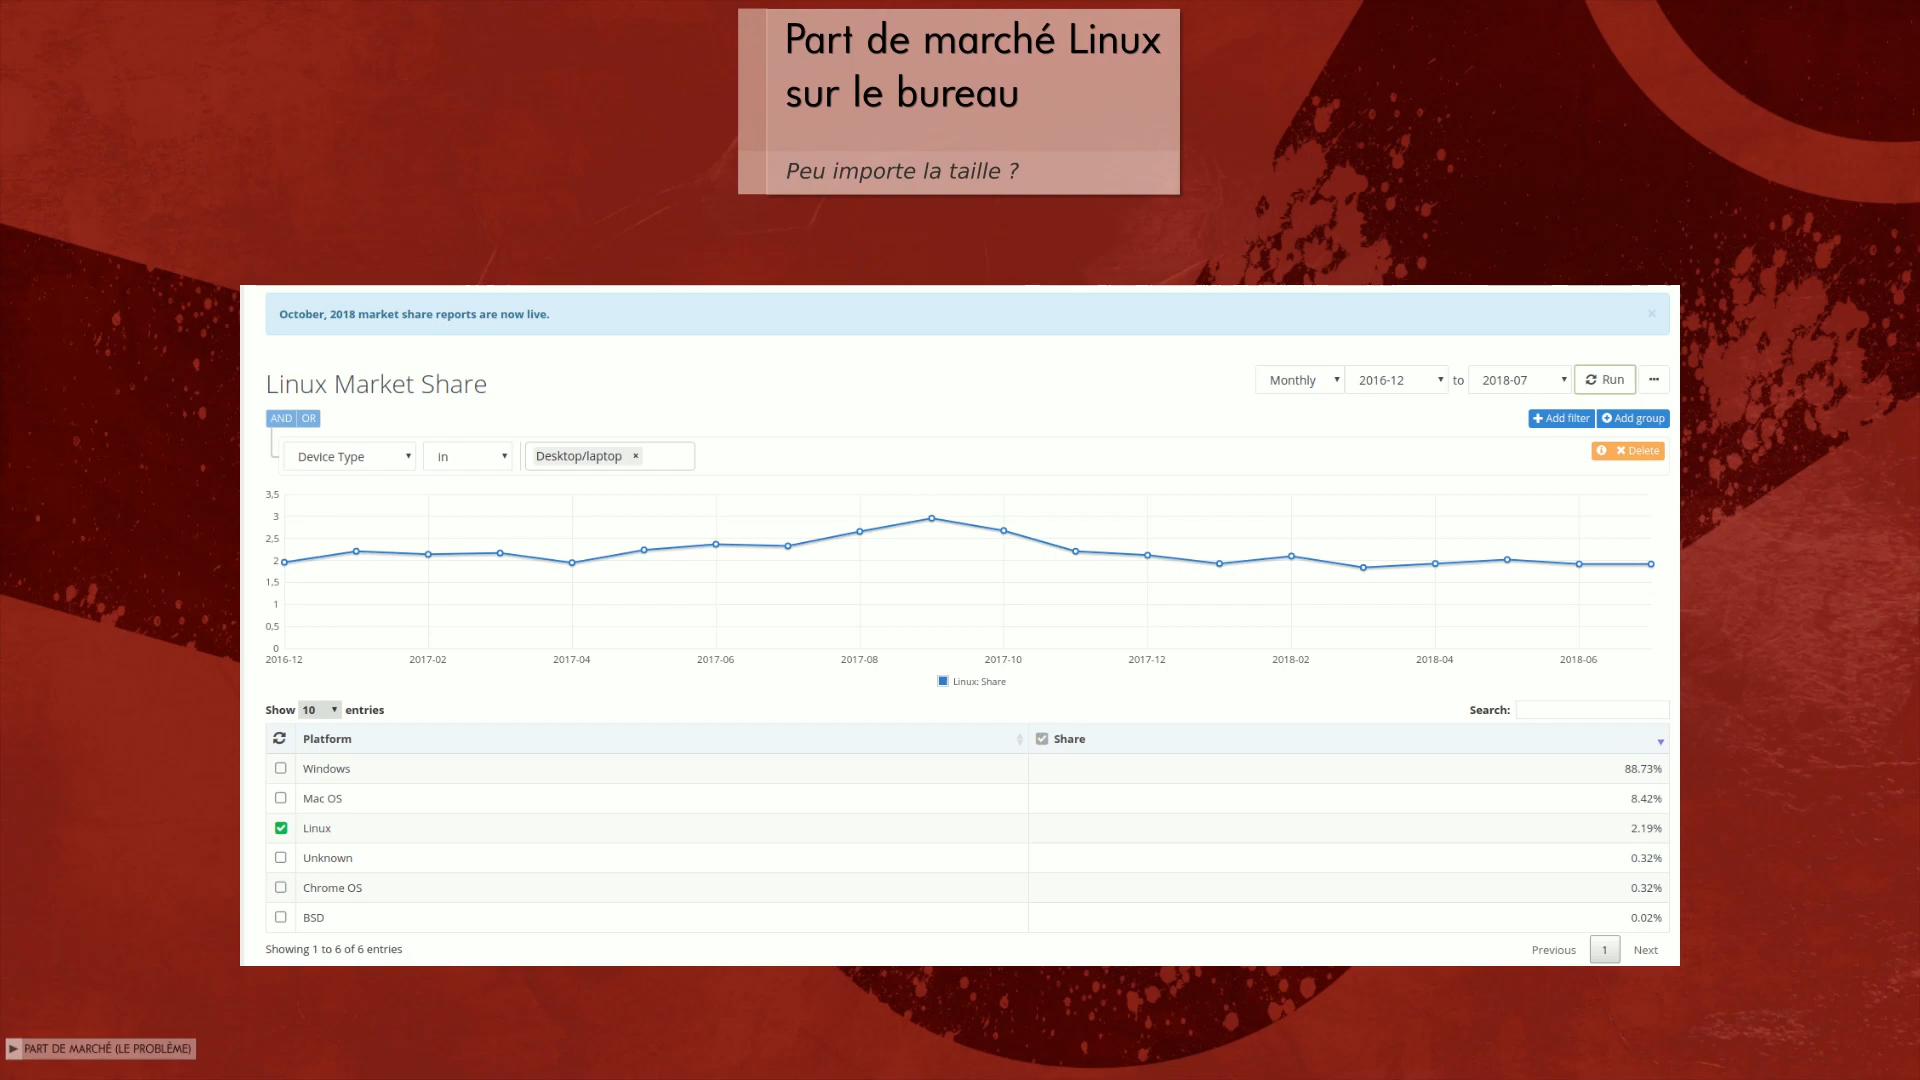 Part de marché Linux
sur le bureau
Peu importe la taille ?
October, 2018 market share reports are now live. ×
Linux Market Share
Monthly 2016-12 to 2018-07 Run ...
AND OR
+ Add filter Add group
Device Type in Desktop/laptop ×
Delete
3,5
3
2,5
2
1,5
1
0,5
0
2016-12 2017-02 2017-04 2017-06 2017-08 2017-10 2017-12 2018-02 2018-04 2018-06
Linux: Share
Show 10 entries Search:
Platform Share
Windows 88.73%
Mac OS 8.42%
Linux 2.19%
Unknown 0.32%
Chrome OS 0.32%
BSD 0.02%
Showing 1 to 6 of 6 entries Previous 1 Next
PART DE MARCHÉ (LE PROBLÈME)